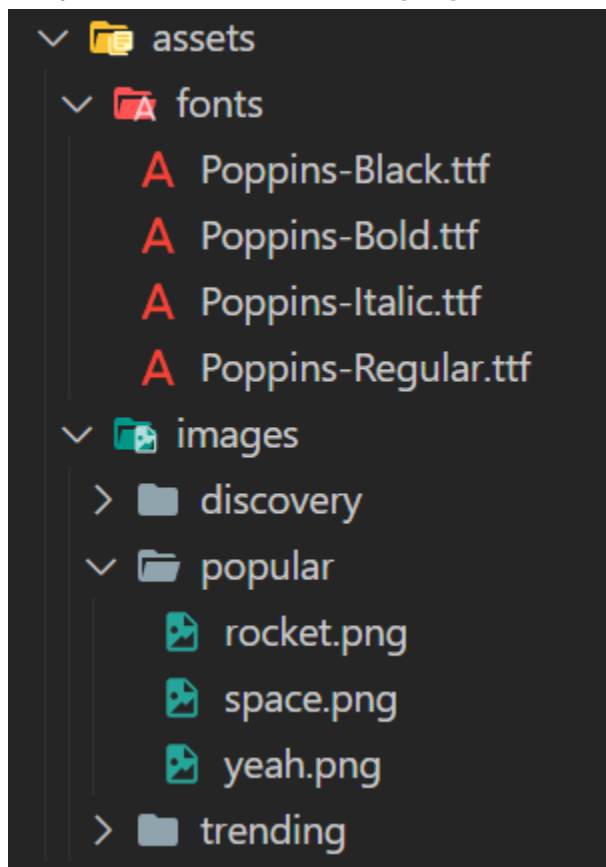 assets
fonts
Poppins-Black.ttf
Poppins-Bold.ttf
Poppins-Italic.ttf
Poppins-Regular.ttf
images
discovery
popular
rocket.png
space.png
yeah.png
trending